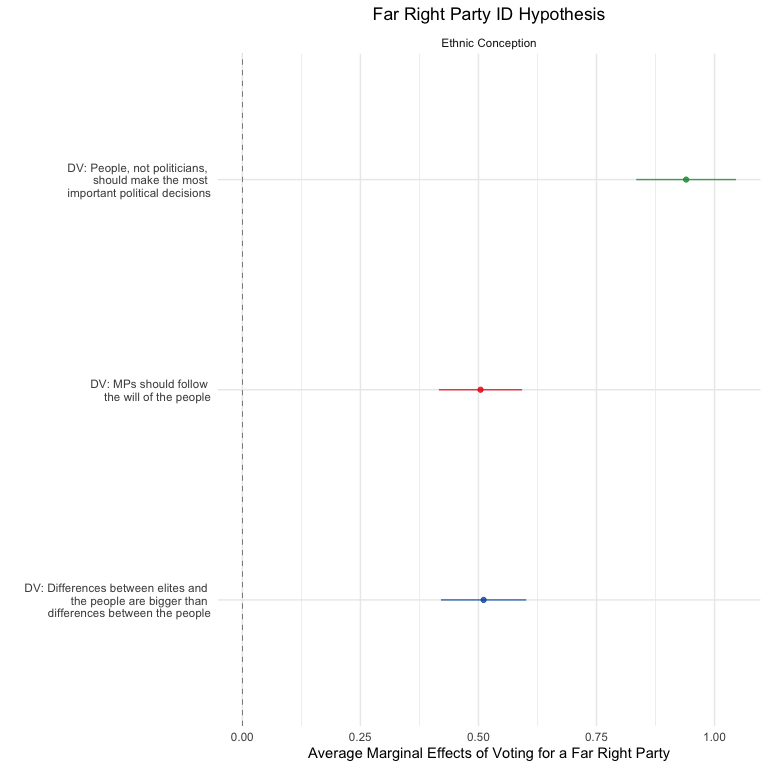 Far Right Party ID Hypothesis
Ethnic Conception
DV: People, not politicians,
should make the most
important political decisions
DV: MPs should follow
the will of the people
DV: Differences between elites and
the people are bigger than
differences between the people
0.00 0.25 0.50 0.75 1.00
Average Marginal Effects of Voting for a Far Right Party